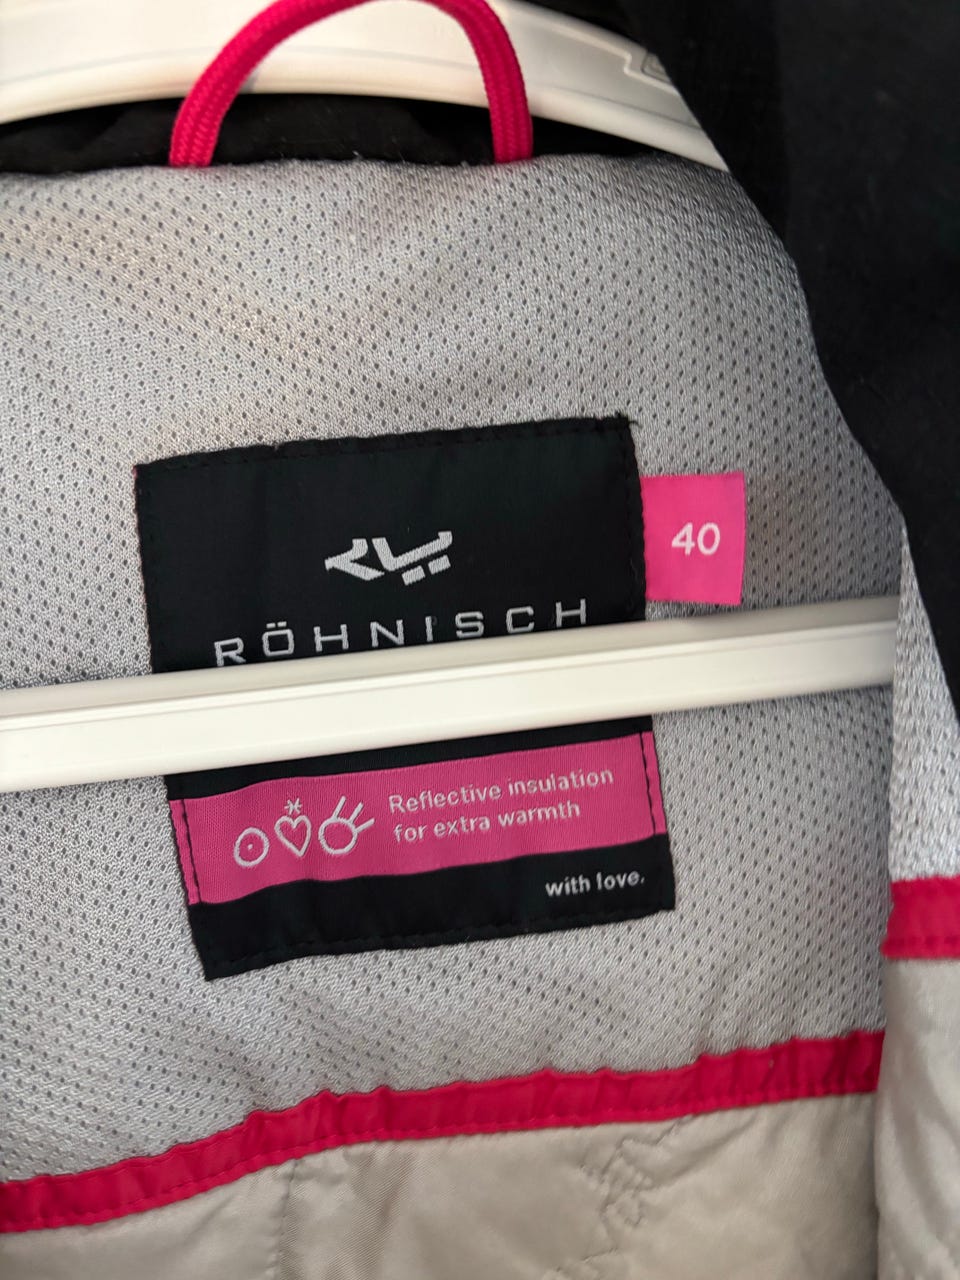 RÖHNISCH
40
Reflective insulation
for extra warmth
with love.